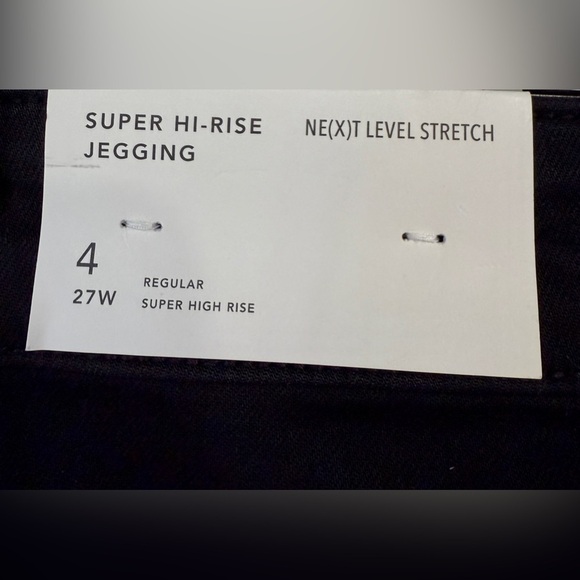 SUPER HI-RISE
JEGGING
NE(X)T LEVEL STRETCH
4
27W
REGULAR
SUPER HIGH RISE